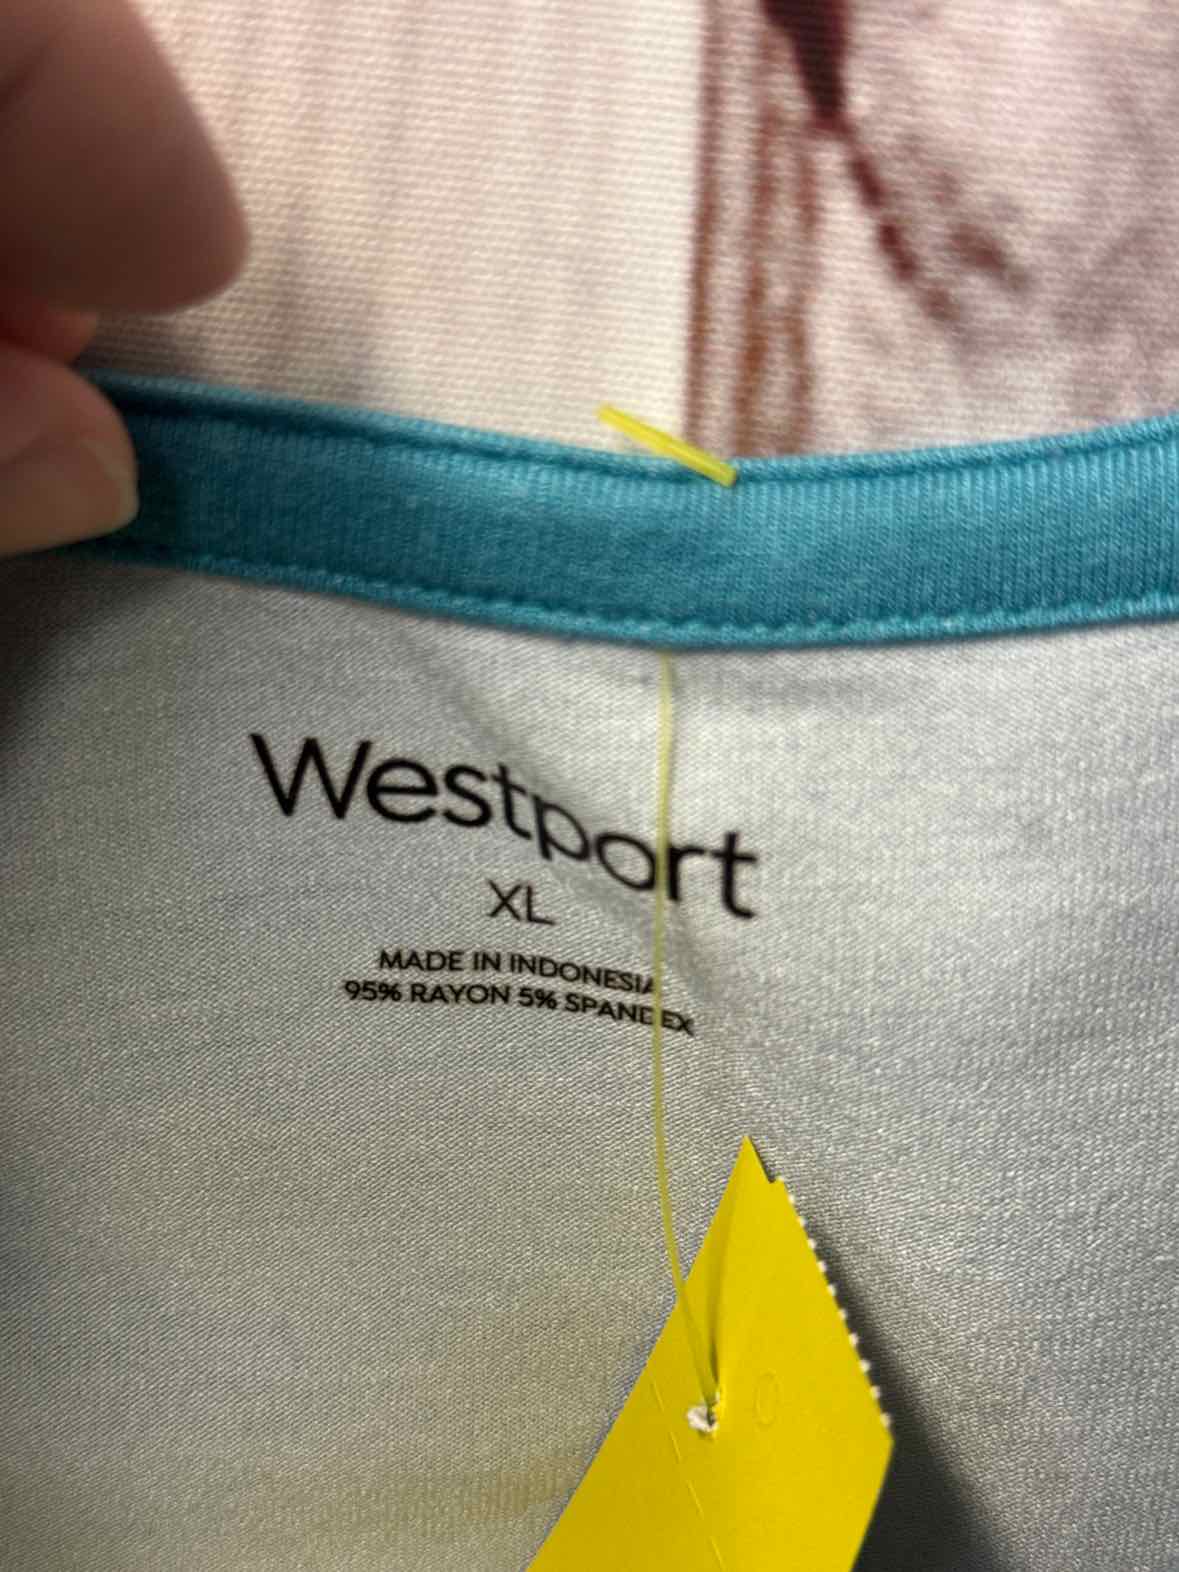 Westport
XL
MADE IN INDONESIA
95% RAYON 5% SPANDEX